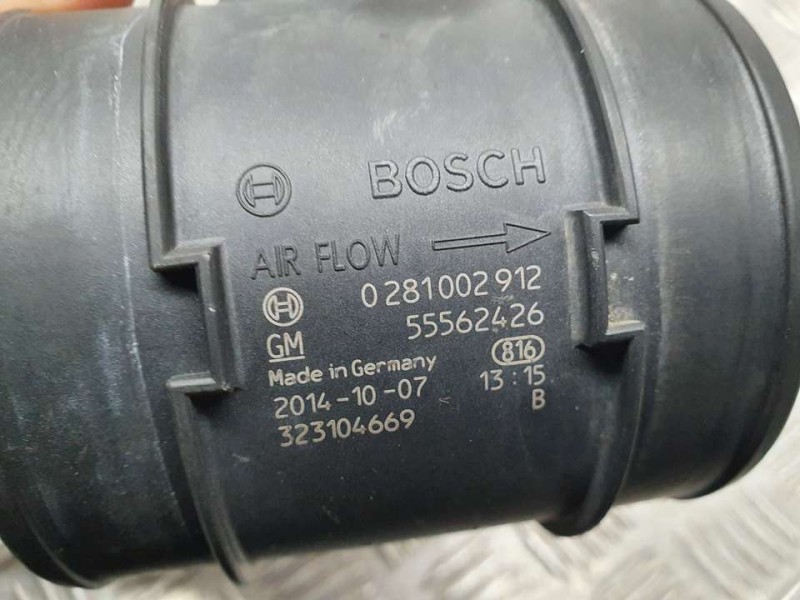 BOSCH
AIR FLOW
0 281 002 912
55562426
GM
Made in Germany 816
2014-10-07 13:15
323104669 B